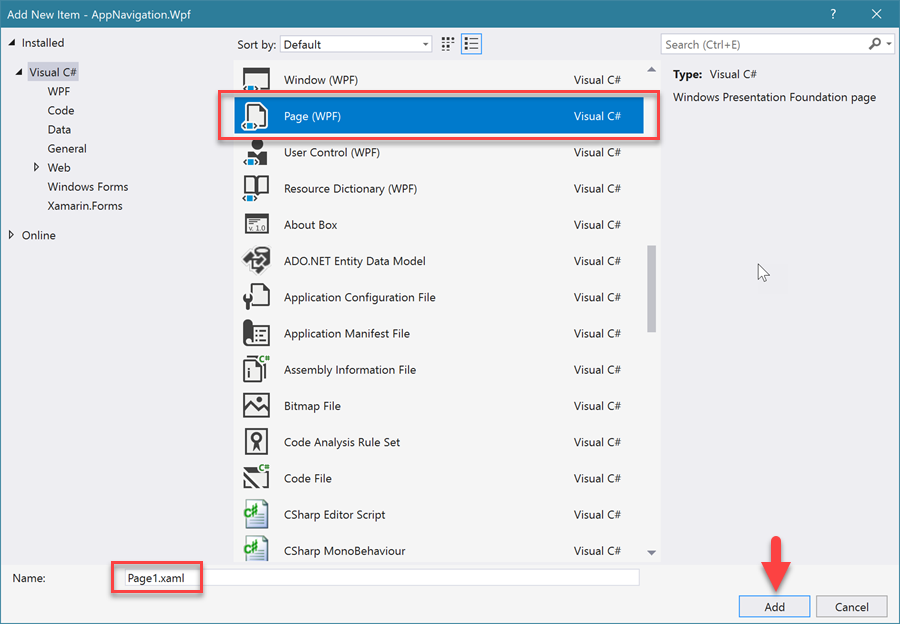 Add New Item - AppNavigation.Wpf
?
Installed
Sort by: Default
Search (Ctrl+E)
Visual C#
WPF
Code
Data
General
Web
Windows Forms
Xamarin.Forms
Online
Window (WPF) Visual C#
Page (WPF) Visual C#
User Control (WPF) Visual C#
Resource Dictionary (WPF) Visual C#
v. 1.0
About Box Visual C#
ADO.NET Entity Data Model Visual C#
Application Configuration File Visual C#
Application Manifest File Visual C#
C#
Assembly Information File Visual C#
Bitmap File Visual C#
Code Analysis Rule Set Visual C#
C#
Code File Visual C#
C#
CSharp Editor Script Visual C#
C#
CSharp MonoBehaviour Visual C#
Type: Visual C#
Windows Presentation Foundation page
Name: Page1.xaml
Add Cancel